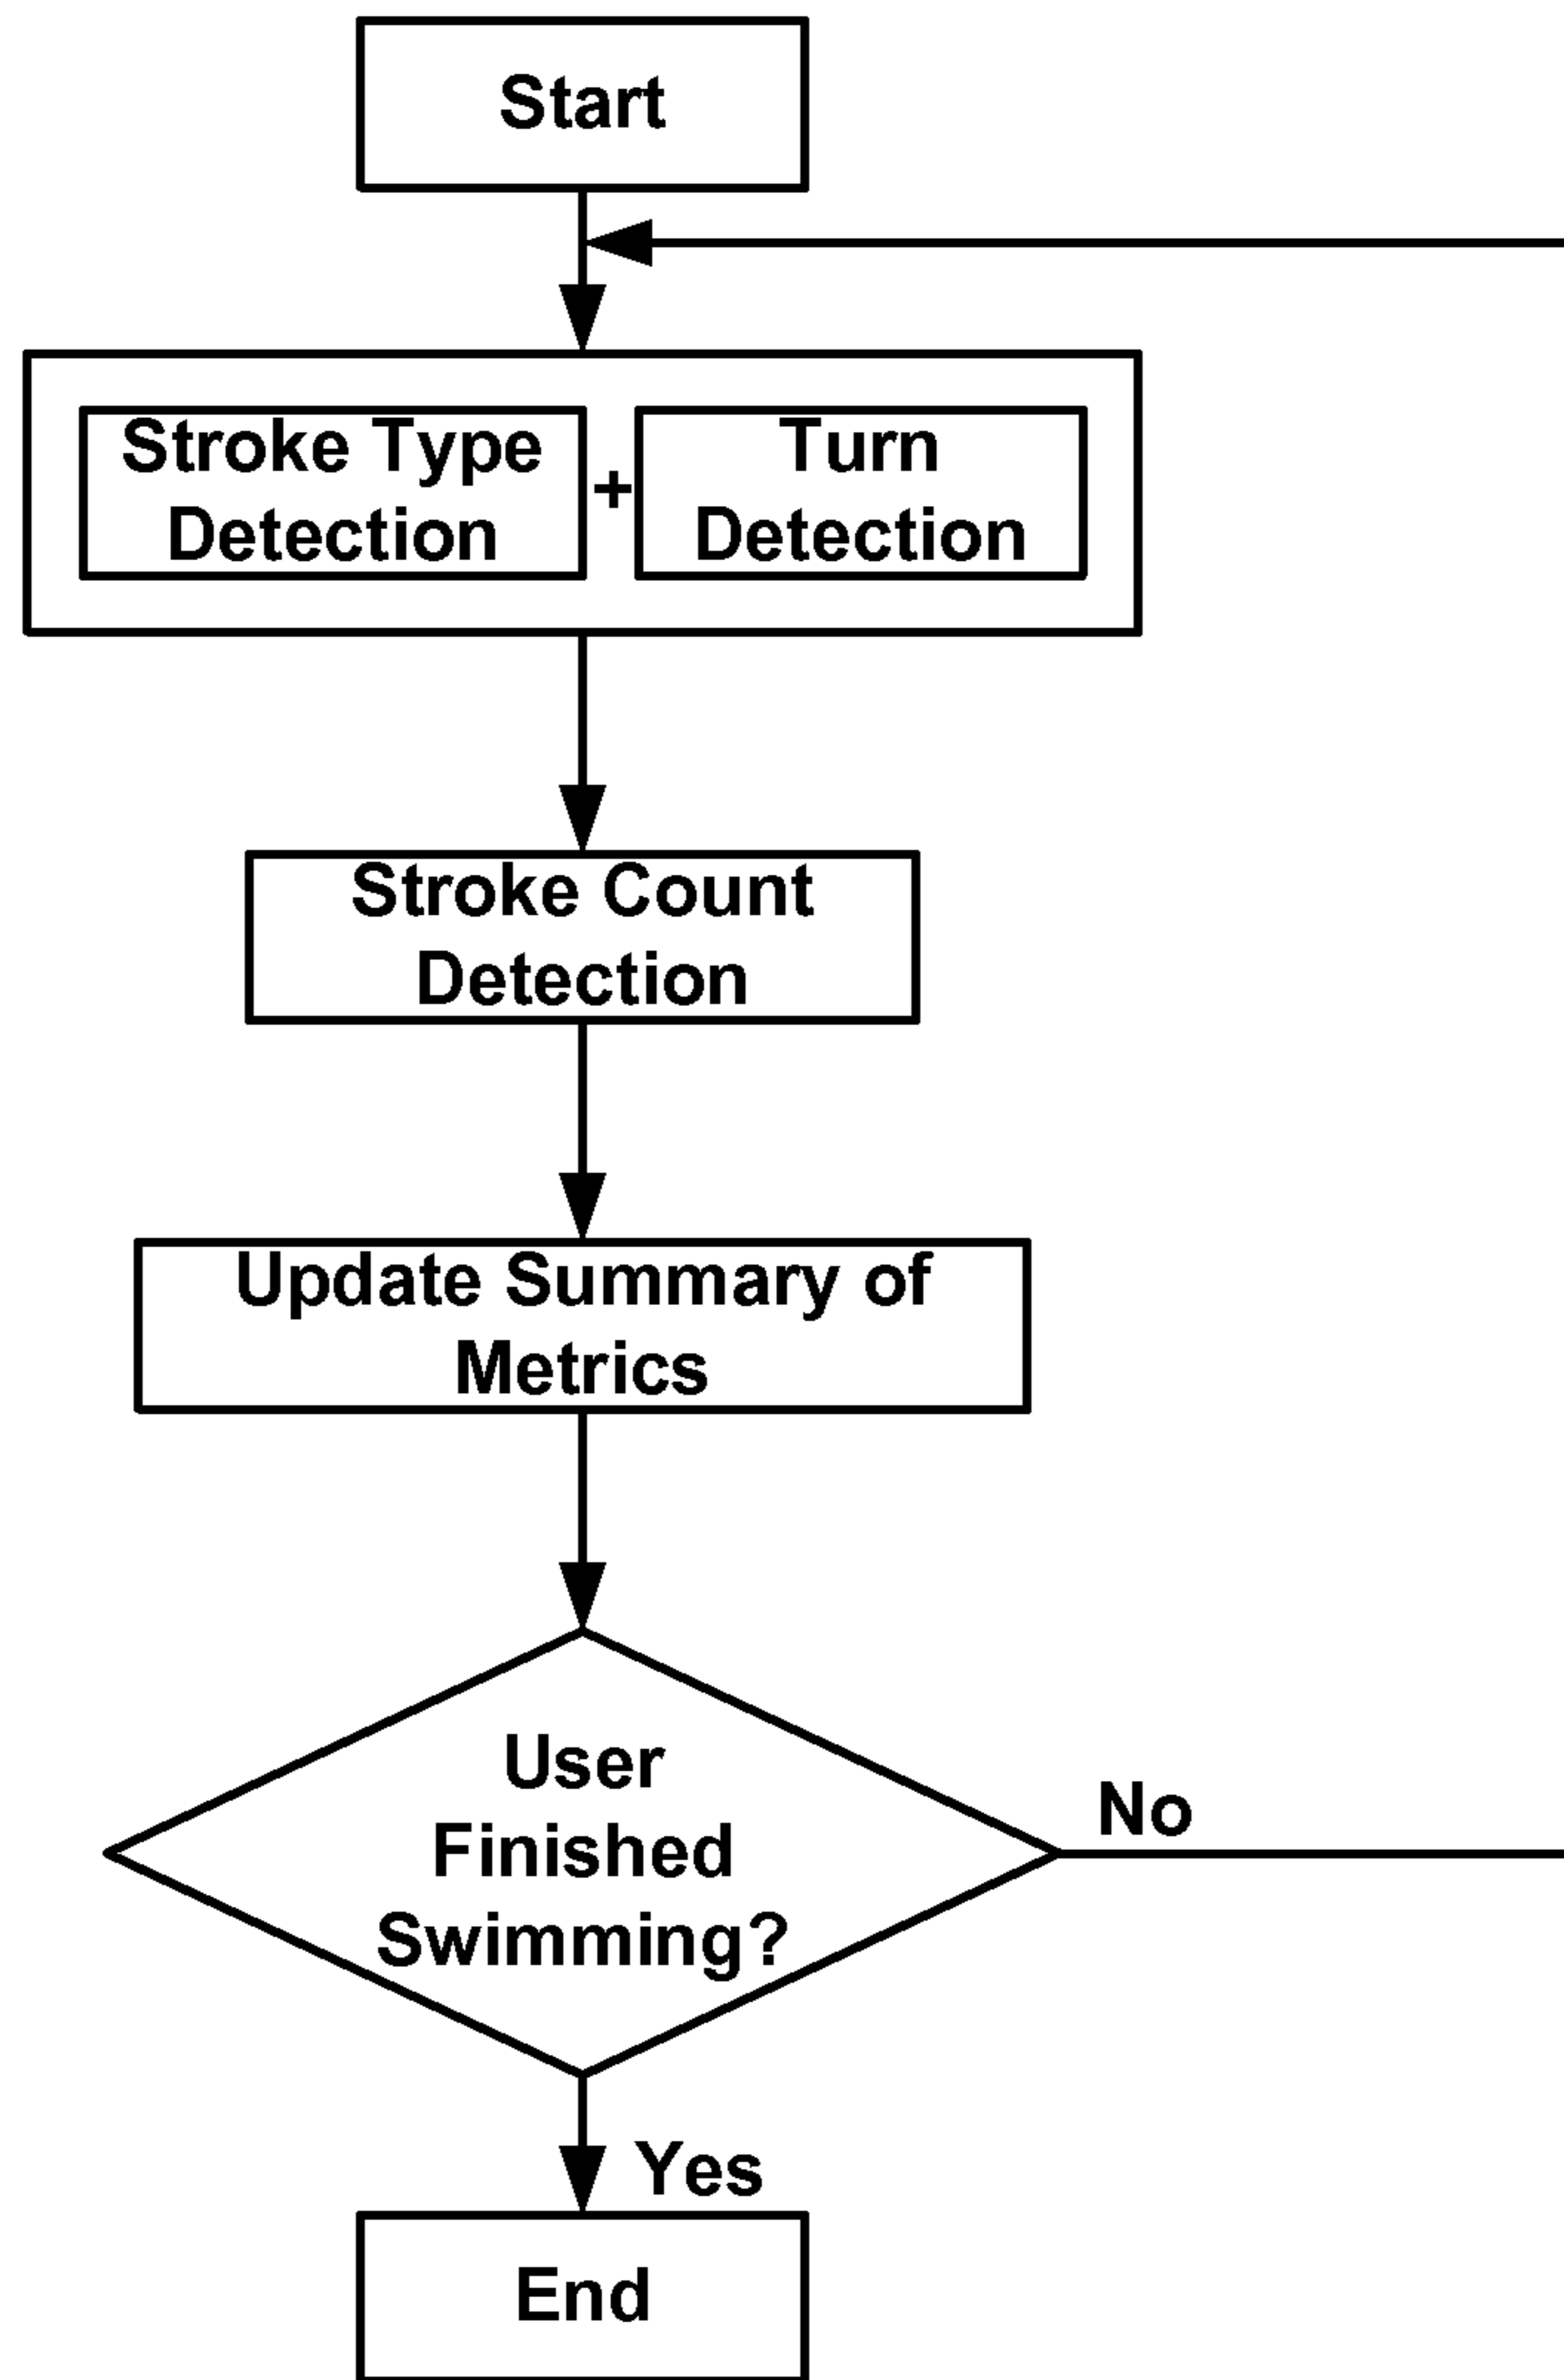 Start
Stroke Type
Detection
+
Turn
Detection
Stroke Count
Detection
Update Summary of
Metrics
User
Finished
Swimming?
No
Yes
End